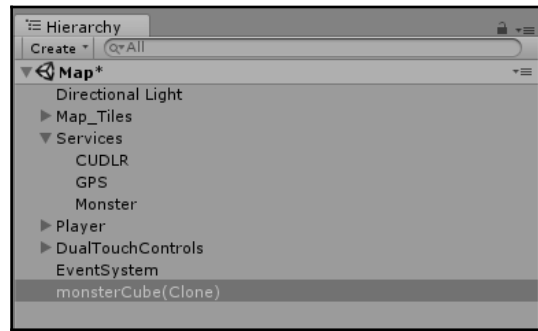 Hierarchy
Create All
Map*
Directional Light
Map_Tiles
Services
CUDLR
GPS
Monster
Player
DualTouchControls
EventSystem
monsterCube(Clone)